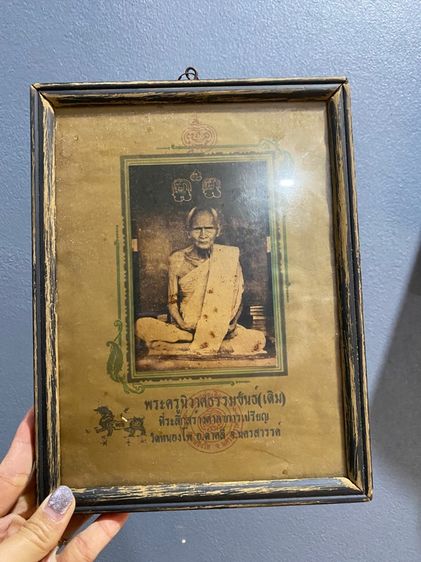 พระครูนิวาสธรรมขันธ์(เดิม)
ที่ระลึกสร้างศาลาการเปรียญ
วัดหนองโพ อ.ตาคลี จ.นครสวรรค์